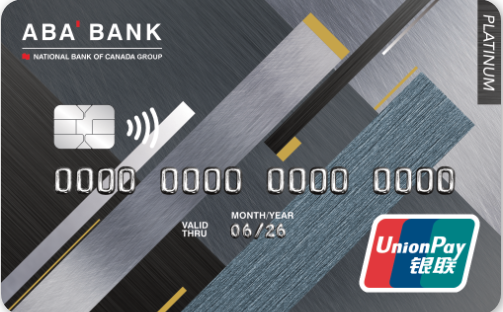 ABA' BANK
NATIONAL BANK OF CANADA GROUP
PLATINUM
0000 0000 0000 0000
VALID THRU
MONTH/YEAR
06/26
UnionPay
银联